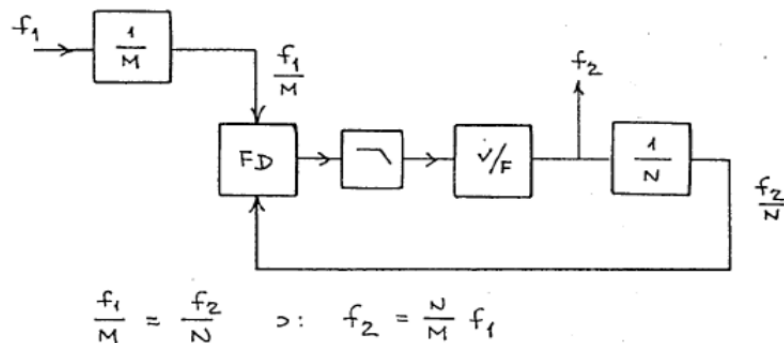 f₁
1/M
f₁/M
FD
V/F
f₂
1/N
f₂/N
f₁/M = f₂/N ɔ: f₂ = N/M f₁